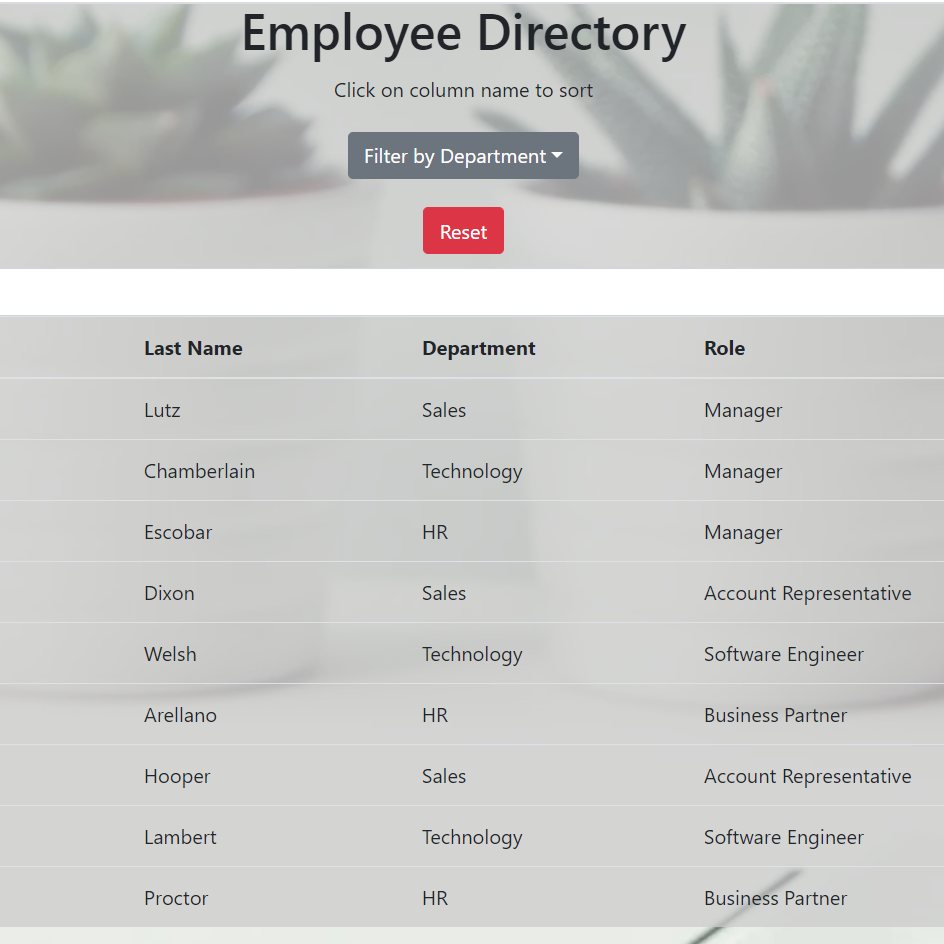 Employee Directory
Click on column name to sort
Filter by Department
Reset
Last Name Department Role
Lutz Sales Manager
Chamberlain Technology Manager
Escobar HR Manager
Dixon Sales Account Representative
Welsh Technology Software Engineer
Arellano HR Business Partner
Hooper Sales Account Representative
Lambert Technology Software Engineer
Proctor HR Business Partner